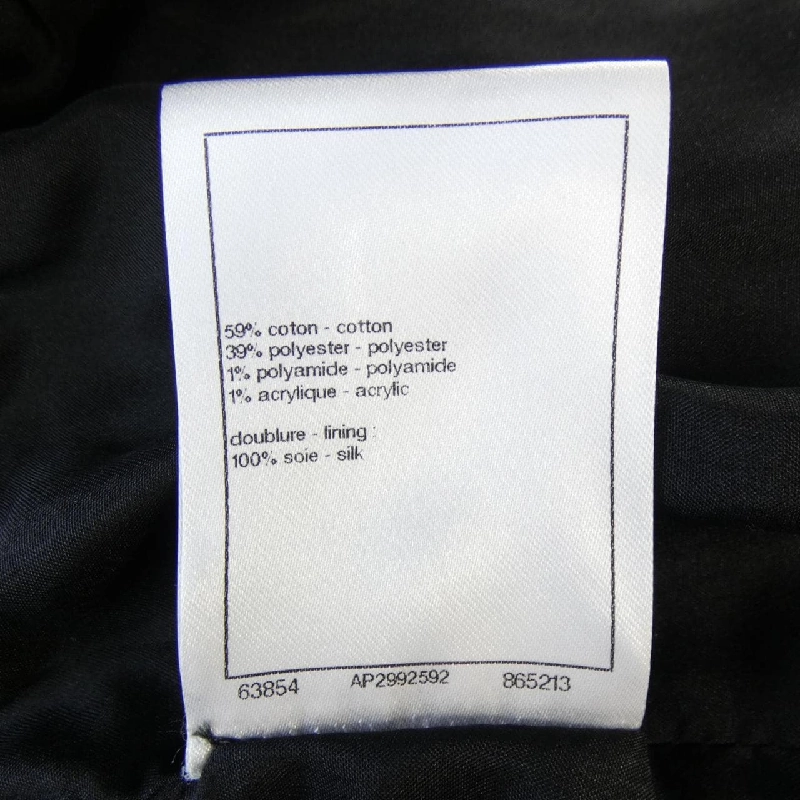 59% coton - cotton
39% polyester - polyester
1% polyamide - polyamide
1% acrylique - acrylic
doublure - lining :
100% soie - silk
63854 AP2992592 865213